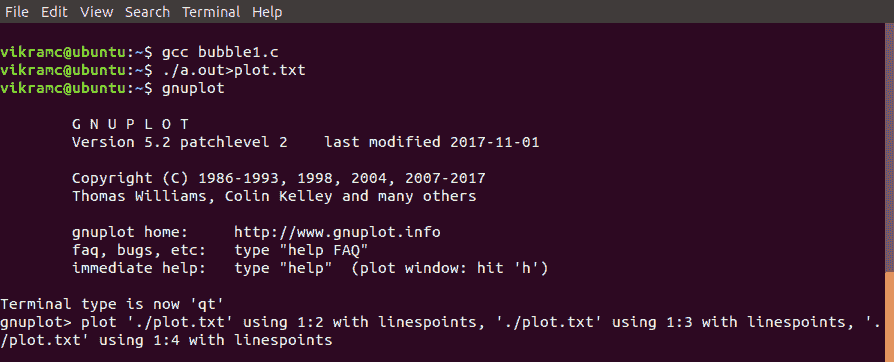 File Edit View Search Terminal Help
vikramc@ubuntu:~$ gcc bubble1.c
vikramc@ubuntu:~$ ./a.out>plot.txt
vikramc@ubuntu:~$ gnuplot
G N U P L O T
Version 5.2 patchlevel 2    last modified 2017-11-01
Copyright (C) 1986-1993, 1998, 2004, 2007-2017
Thomas Williams, Colin Kelley and many others
gnuplot home:     http://www.gnuplot.info
faq, bugs, etc:   type "help FAQ"
immediate help:   type "help"  (plot window: hit 'h')
Terminal type is now 'qt'
gnuplot> plot './plot.txt' using 1:2 with linespoints, './plot.txt' using 1:3 with linespoints, '.
/plot.txt' using 1:4 with linespoints